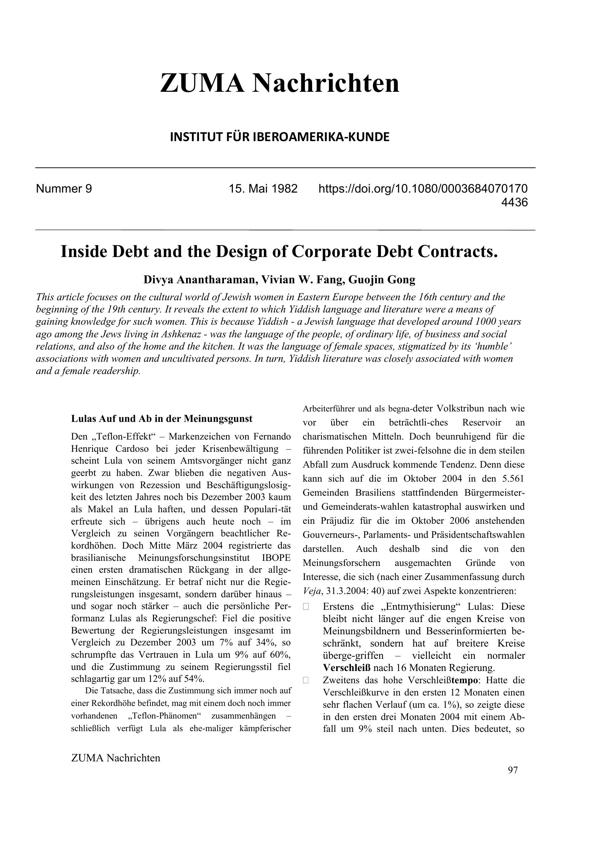 ZUMA Nachrichten
INSTITUT FÜR IBEROAMERIKA-KUNDE
Nummer 9 15. Mai 1982 https://doi.org/10.1080/0003684070170
4436
Inside Debt and the Design of Corporate Debt Contracts.
Divya Anantharaman, Vivian W. Fang, Guojin Gong
This article focuses on the cultural world of Jewish women in Eastern Europe between the 16th century and the
beginning of the 19th century. It reveals the extent to which Yiddish language and literature were a means of
gaining knowledge for such women. This is because Yiddish - a Jewish language that developed around 1000 years
ago among the Jews living in Ashkenaz - was the language of the people, of ordinary life, of business and social
relations, and also of the home and the kitchen. It was the language of female spaces, stigmatized by its ‘humble’
associations with women and uncultivated persons. In turn, Yiddish literature was closely associated with women
and a female readership.
Lulas Auf und Ab in der Meinungsgunst
Den „Teflon-Effekt“ – Markenzeichen von Fernando
Henrique Cardoso bei jeder Krisenbewältigung –
scheint Lula von seinem Amtsvorgänger nicht ganz
geerbt zu haben. Zwar blieben die negativen Aus-
wirkungen von Rezession und Beschäftigungslosig-
keit des letzten Jahres noch bis Dezember 2003 kaum
als Makel an Lula haften, und dessen Populari-tät
erfreute sich – übrigens auch heute noch – im
Vergleich zu seinen Vorgängern beachtlicher Re-
kordhöhen. Doch Mitte März 2004 registrierte das
brasilianische Meinungsforschungsinstitut IBOPE
einen ersten dramatischen Rückgang in der allge-
meinen Einschätzung. Er betraf nicht nur die Regie-
rungsleistungen insgesamt, sondern darüber hinaus –
und sogar noch stärker – auch die persönliche Per-
formanz Lulas als Regierungschef: Fiel die positive
Bewertung der Regierungsleistungen insgesamt im
Vergleich zu Dezember 2003 um 7% auf 34%, so
schrumpfte das Vertrauen in Lula um 9% auf 60%,
und die Zustimmung zu seinem Regierungsstil fiel
schlagartig gar um 12% auf 54%.
Die Tatsache, dass die Zustimmung sich immer noch auf
einer Rekordhöhe befindet, mag mit einem doch noch immer
vorhandenen „Teflon-Phänomen“ zusammenhängen –
schließlich verfügt Lula als ehe-maliger kämpferischer
Arbeiterführer und als begna-deter Volkstribun nach wie
vor über ein beträchtli-ches Reservoir an
charismatischen Mitteln. Doch beunruhigend für die
führenden Politiker ist zwei-felsohne die in dem steilen
Abfall zum Ausdruck kommende Tendenz. Denn diese
kann sich auf die im Oktober 2004 in den 5.561
Gemeinden Brasiliens stattfindenden Bürgermeister-
und Gemeinderats-wahlen katastrophal auswirken und
ein Präjudiz für die im Oktober 2006 anstehenden
Gouverneurs-, Parlaments- und Präsidentschaftswahlen
darstellen. Auch deshalb sind die von den
Meinungsforschern ausgemachten Gründe von
Interesse, die sich (nach einer Zusammenfassung durch
Veja, 31.3.2004: 40) auf zwei Aspekte konzentrieren:
Erstens die „Entmythisierung“ Lulas: Diese
bleibt nicht länger auf die engen Kreise von
Meinungsbildnern und Besserinformierten be-
schränkt, sondern hat auf breitere Kreise
überge-griffen – vielleicht ein normaler
Verschleiß nach 16 Monaten Regierung.
Zweitens das hohe Verschleißtempo: Hatte die
Verschleißkurve in den ersten 12 Monaten einen
sehr flachen Verlauf (um ca. 1%), so zeigte diese
in den ersten drei Monaten 2004 mit einem Ab-
fall um 9% steil nach unten. Dies bedeutet, so
ZUMA Nachrichten
97